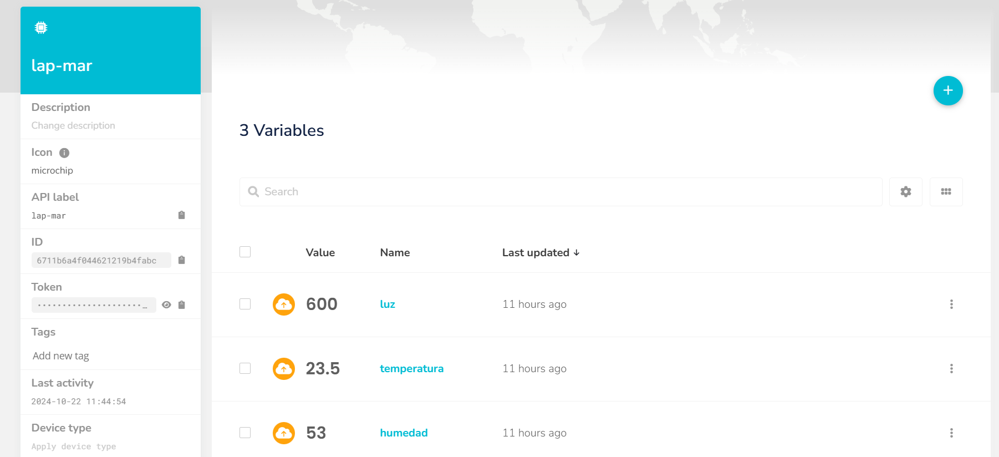 lap-mar
Description
Change description
Icon
microchip
API label
lap-mar
ID
6711b6a4f044621219b4fabc
Token
•••••••••••••••••••••…
Tags
Add new tag
Last activity
2024-10-22 11:44:54
Device type
Apply device type
3 Variables
Search
Value Name Last updated ↓
600 luz 11 hours ago
23.5 temperatura 11 hours ago
53 humedad 11 hours ago